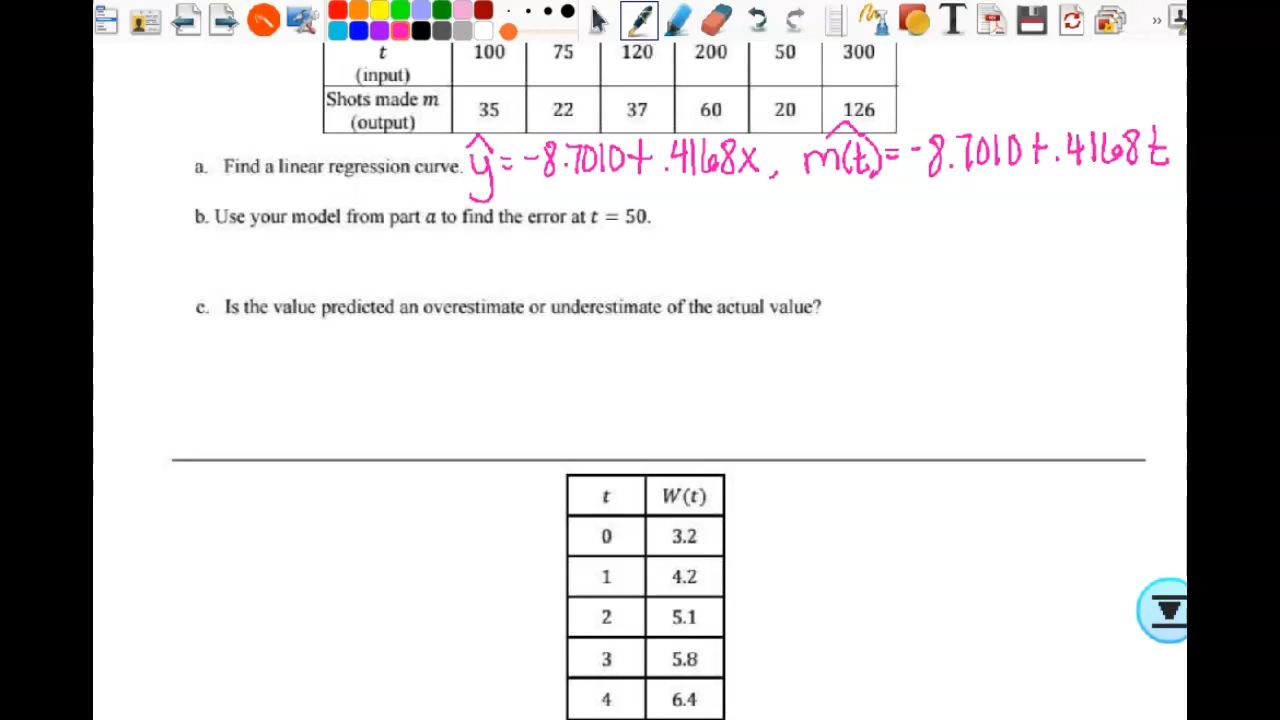 t 100 75 120 200 50 300
(input)
Shots made m 35 22 37 60 20 126
(output)
a. Find a linear regression curve. ŷ = -8.7010 + .4168x, m̂(t) = -8.7010 + .4168t
b. Use your model from part a to find the error at t = 50.
c. Is the value predicted an overestimate or underestimate of the actual value?
t W(t)
0 3.2
1 4.2
2 5.1
3 5.8
4 6.4